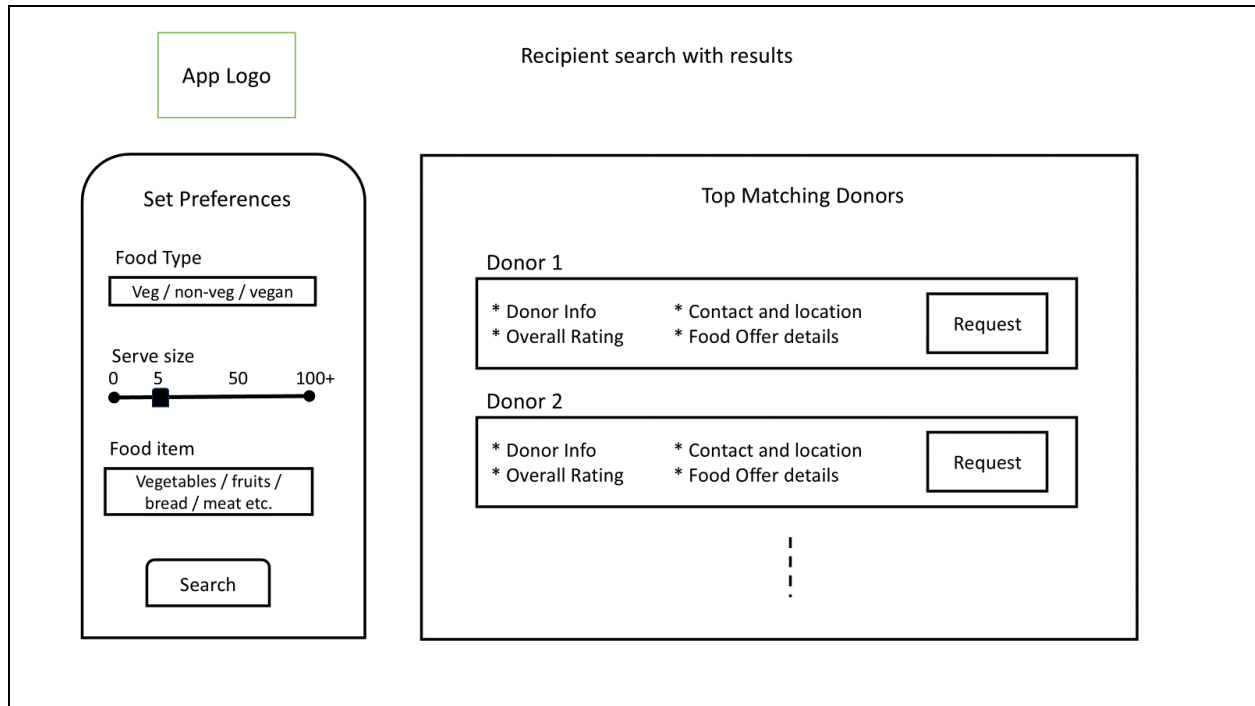 App Logo
Recipient search with results
Set Preferences
Food Type
Veg / non-veg / vegan
Serve size
0 5 50 100+
Food item
Vegetables / fruits /
bread / meat etc.
Search
Top Matching Donors
Donor 1
* Donor Info * Contact and location
* Overall Rating * Food Offer details
Request
Donor 2
* Donor Info * Contact and location
* Overall Rating * Food Offer details
Request